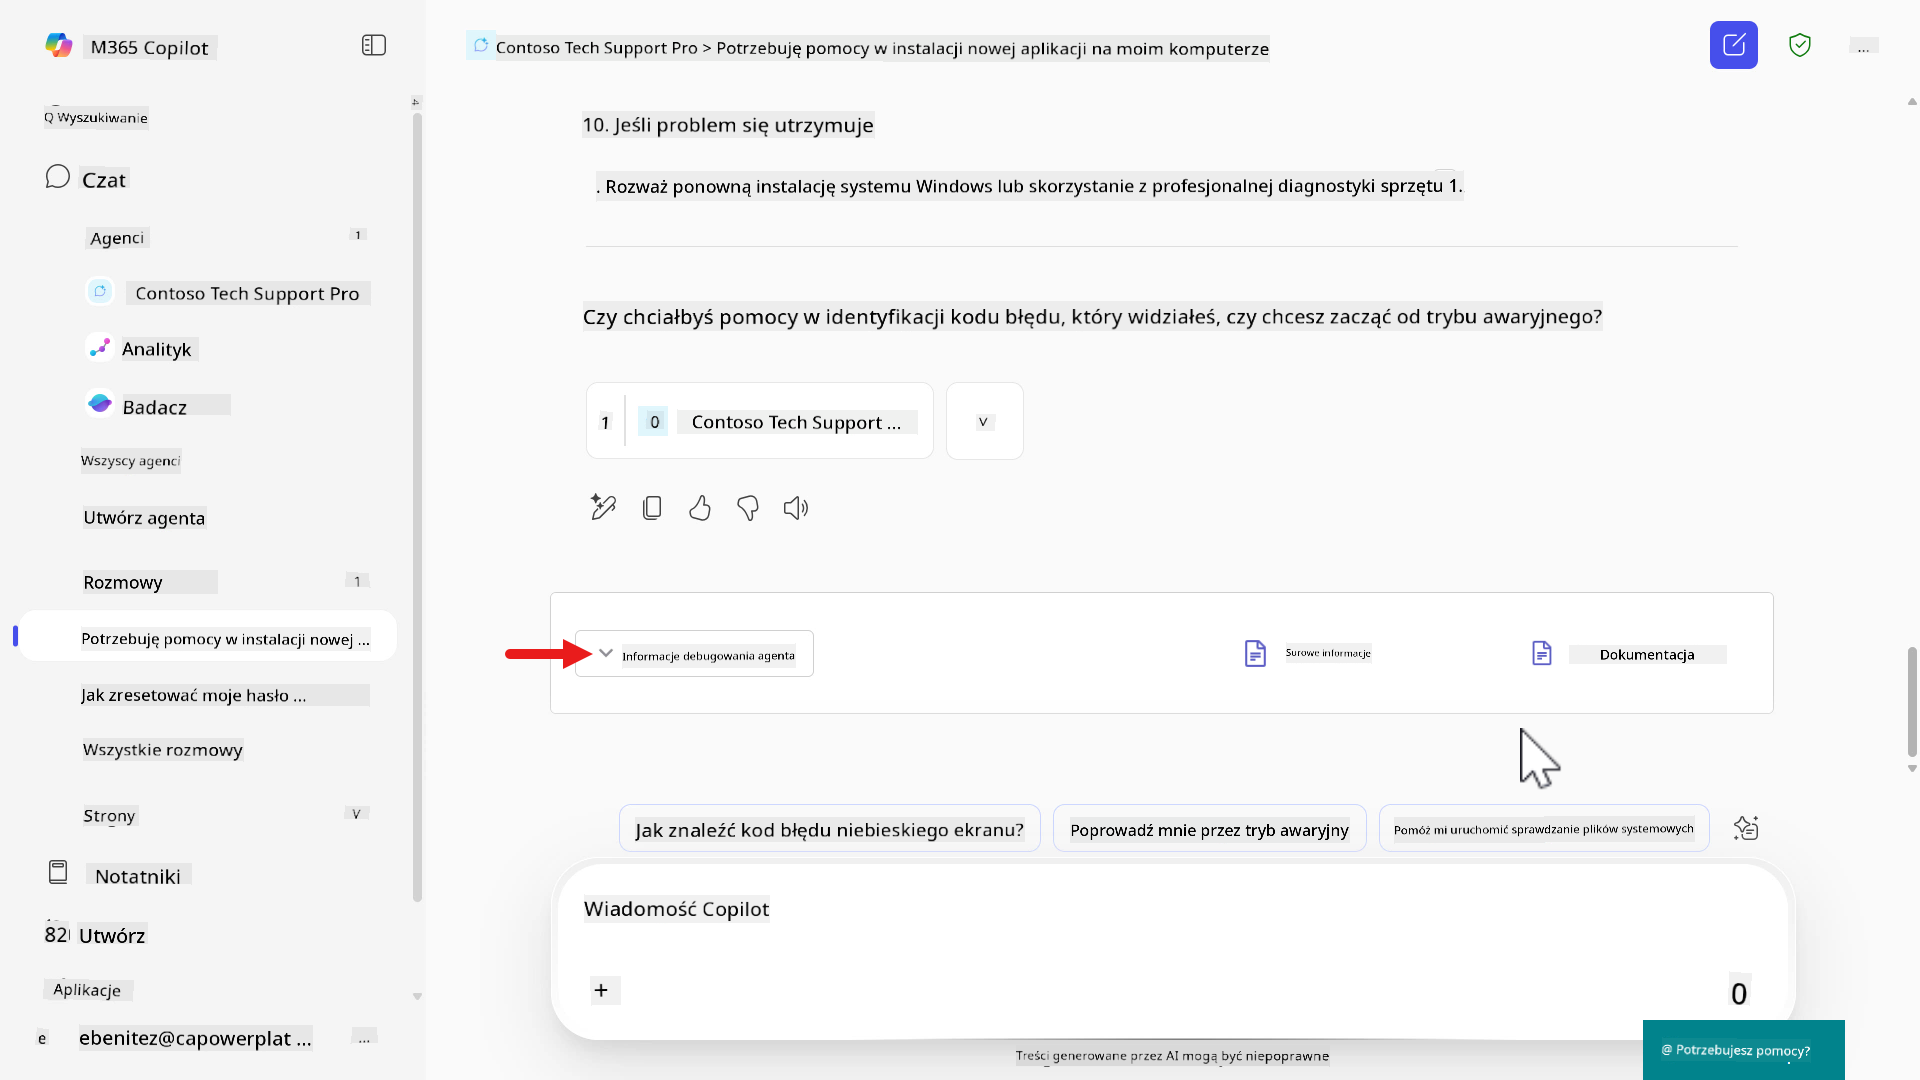 M365 Copilot
Q Wyszukiwanie
Czat
Agenci
1
Contoso Tech Support Pro
Analityk
Badacz
Wszyscy agenci
Utwórz agenta
Rozmowy
1
Potrzebuję pomocy w instalacji nowej ...
Jak zresetować moje hasło ...
Wszystkie rozmowy
Strony
V
Notatniki
82
Utwórz
Aplikacje
e
ebenitez@capowerplat ...
...
Contoso Tech Support Pro > Potrzebuję pomocy w instalacji nowej aplikacji na moim komputerze
...
10. Jeśli problem się utrzymuje
. Rozważ ponowną instalację systemu Windows lub skorzystanie z profesjonalnej diagnostyki sprzętu 1.
Czy chciałbyś pomocy w identyfikacji kodu błędu, który widziałeś, czy chcesz zacząć od trybu awaryjnego?
1
0
Contoso Tech Support ...
V
Informacje debugowania agenta
Surowe informacje
Dokumentacja
Jak znaleźć kod błędu niebieskiego ekranu?
Poprowadź mnie przez tryb awaryjny
Pomóż mi uruchomić sprawdzanie plików systemowych
Wiadomość Copilot
+
0
Treści generowane przez AI mogą być niepoprawne
@ Potrzebujesz pomocy?